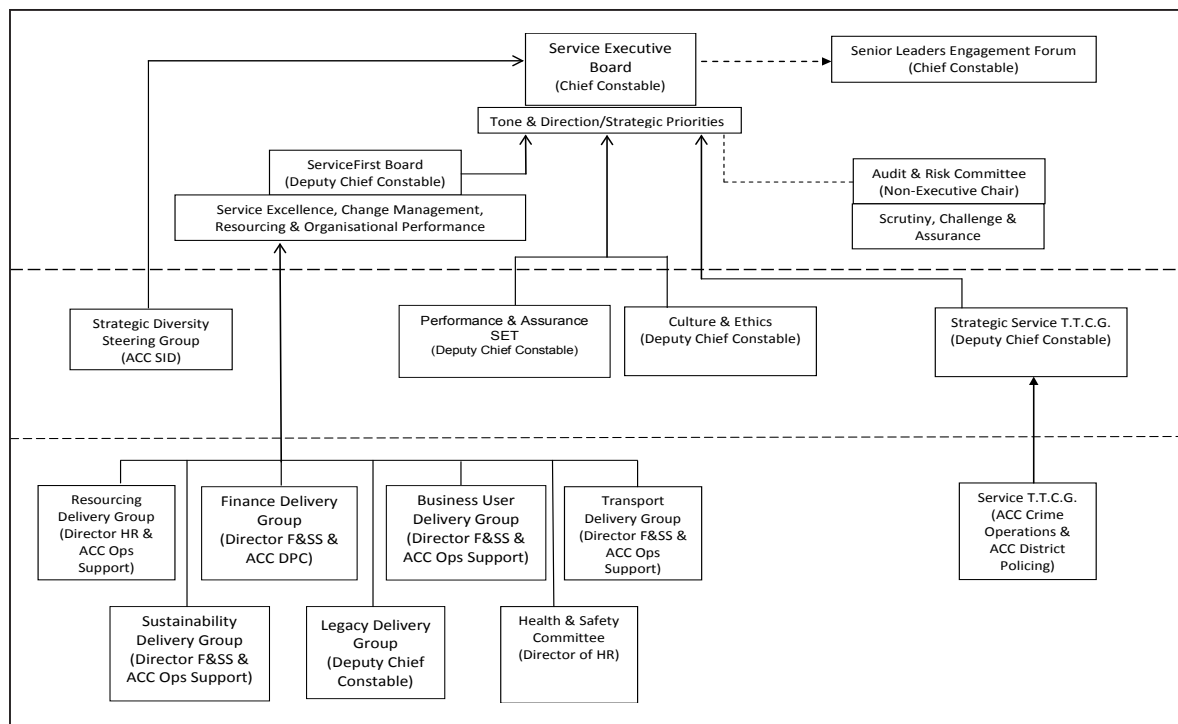 Service Executive
Board
(Chief Constable)
Senior Leaders Engagement Forum
(Chief Constable)
Tone & Direction/Strategic Priorities
ServiceFirst Board
(Deputy Chief Constable)
Service Excellence, Change Management,
Resourcing & Organisational Performance
Audit & Risk Committee
(Non-Executive Chair)
Scrutiny, Challenge &
Assurance
Strategic Diversity
Steering Group
(ACC SID)
Performance & Assurance
SET
(Deputy Chief Constable)
Culture & Ethics
(Deputy Chief Constable)
Strategic Service T.T.C.G.
(Deputy Chief Constable)
Resourcing
Delivery Group
(Director HR &
ACC Ops
Support)
Finance Delivery
Group
(Director F&SS &
ACC DPC)
Business User
Delivery Group
(Director F&SS &
ACC Ops Support)
Transport
Delivery Group
(Director F&SS &
ACC Ops
Support)
Service T.T.C.G.
(ACC Crime
Operations &
ACC District
Policing)
Sustainability
Delivery Group
(Director F&SS &
ACC Ops Support)
Legacy Delivery
Group
(Deputy Chief
Constable)
Health & Safety
Committee
(Director of HR)